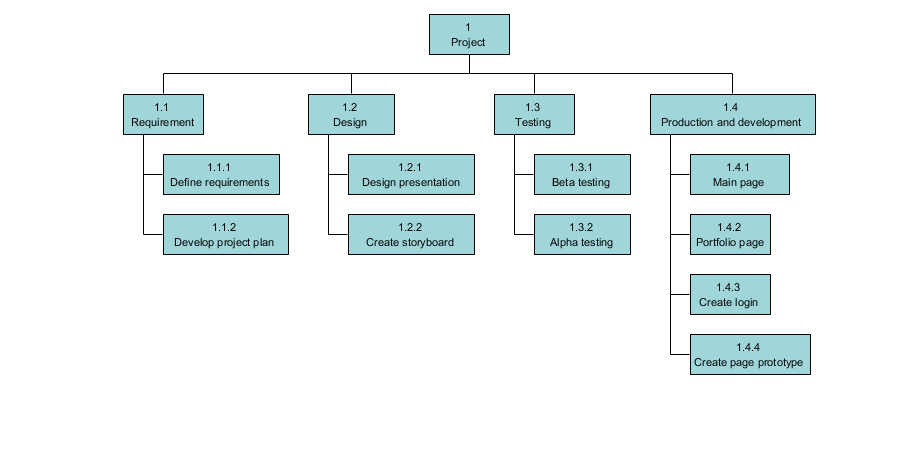 1
Project
1.1
Requirement
1.2
Design
1.3
Testing
1.4
Production and development
1.1.1
Define requirements
1.1.2
Develop project plan
1.2.1
Design presentation
1.2.2
Create storyboard
1.3.1
Beta testing
1.3.2
Alpha testing
1.4.1
Main page
1.4.2
Portfolio page
1.4.3
Create login
1.4.4
Create page prototype